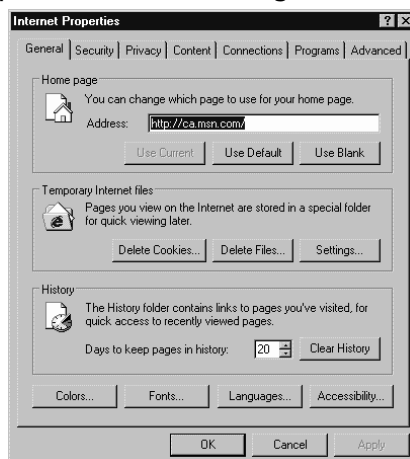 Internet Properties
General Security Privacy Content Connections Programs Advanced
Home page
You can change which page to use for your home page.
Address: http://ca.msn.com/
Use Current Use Default Use Blank
Temporary Internet files
Pages you view on the Internet are stored in a special folder
for quick viewing later.
Delete Cookies... Delete Files... Settings...
History
The History folder contains links to pages you've visited, for
quick access to recently viewed pages.
Days to keep pages in history: 20 Clear History
Colors... Fonts... Languages... Accessibility...
OK Cancel Apply